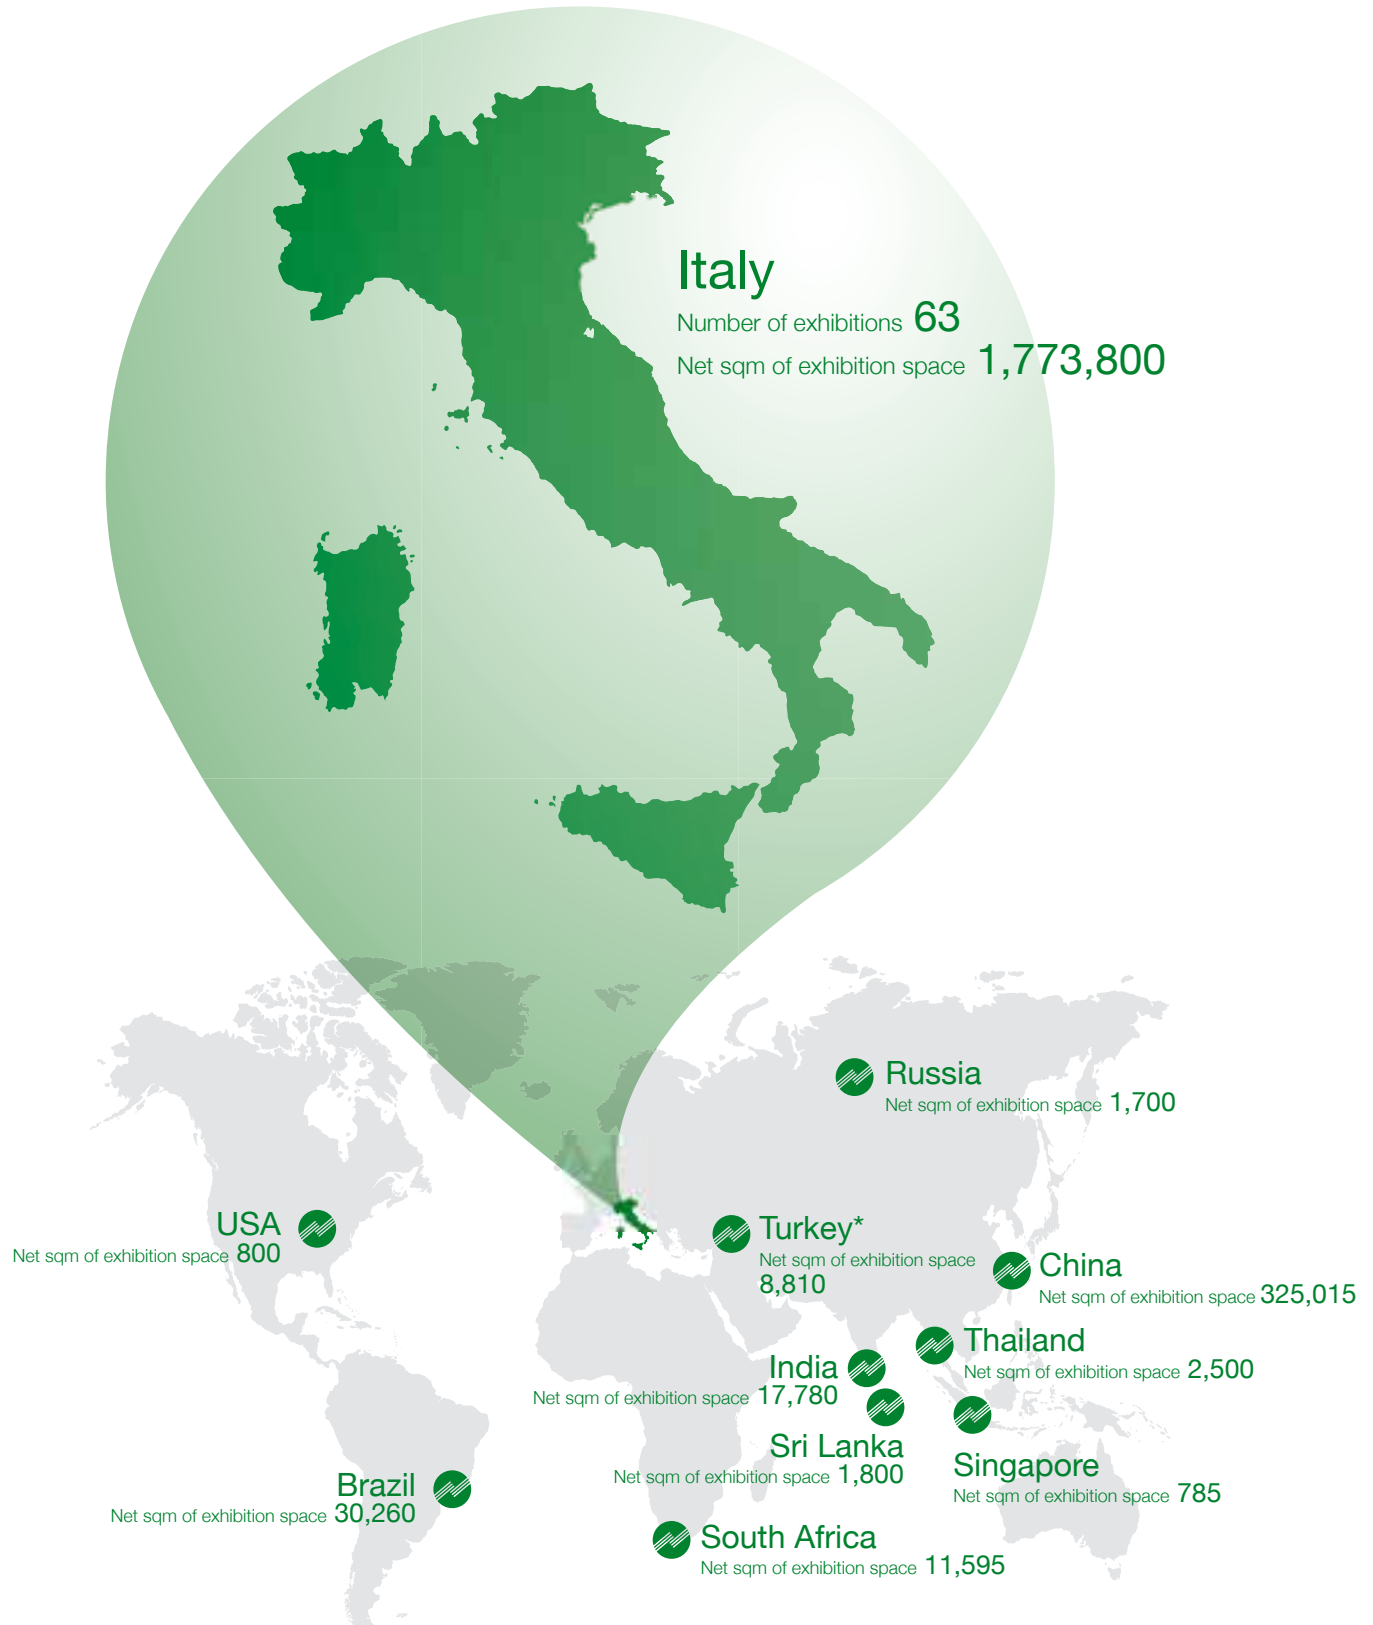 Italy
Number of exhibitions 63
Net sqm of exhibition space 1,773,800
Russia
Net sqm of exhibition space 1,700
USA
Net sqm of exhibition space 800
Turkey*
Net sqm of exhibition space
8,810
China
Net sqm of exhibition space 325,015
Thailand
Net sqm of exhibition space 2,500
India
Net sqm of exhibition space 17,780
Sri Lanka
Net sqm of exhibition space 1,800
Singapore
Net sqm of exhibition space 785
Brazil
Net sqm of exhibition space 30,260
South Africa
Net sqm of exhibition space 11,595